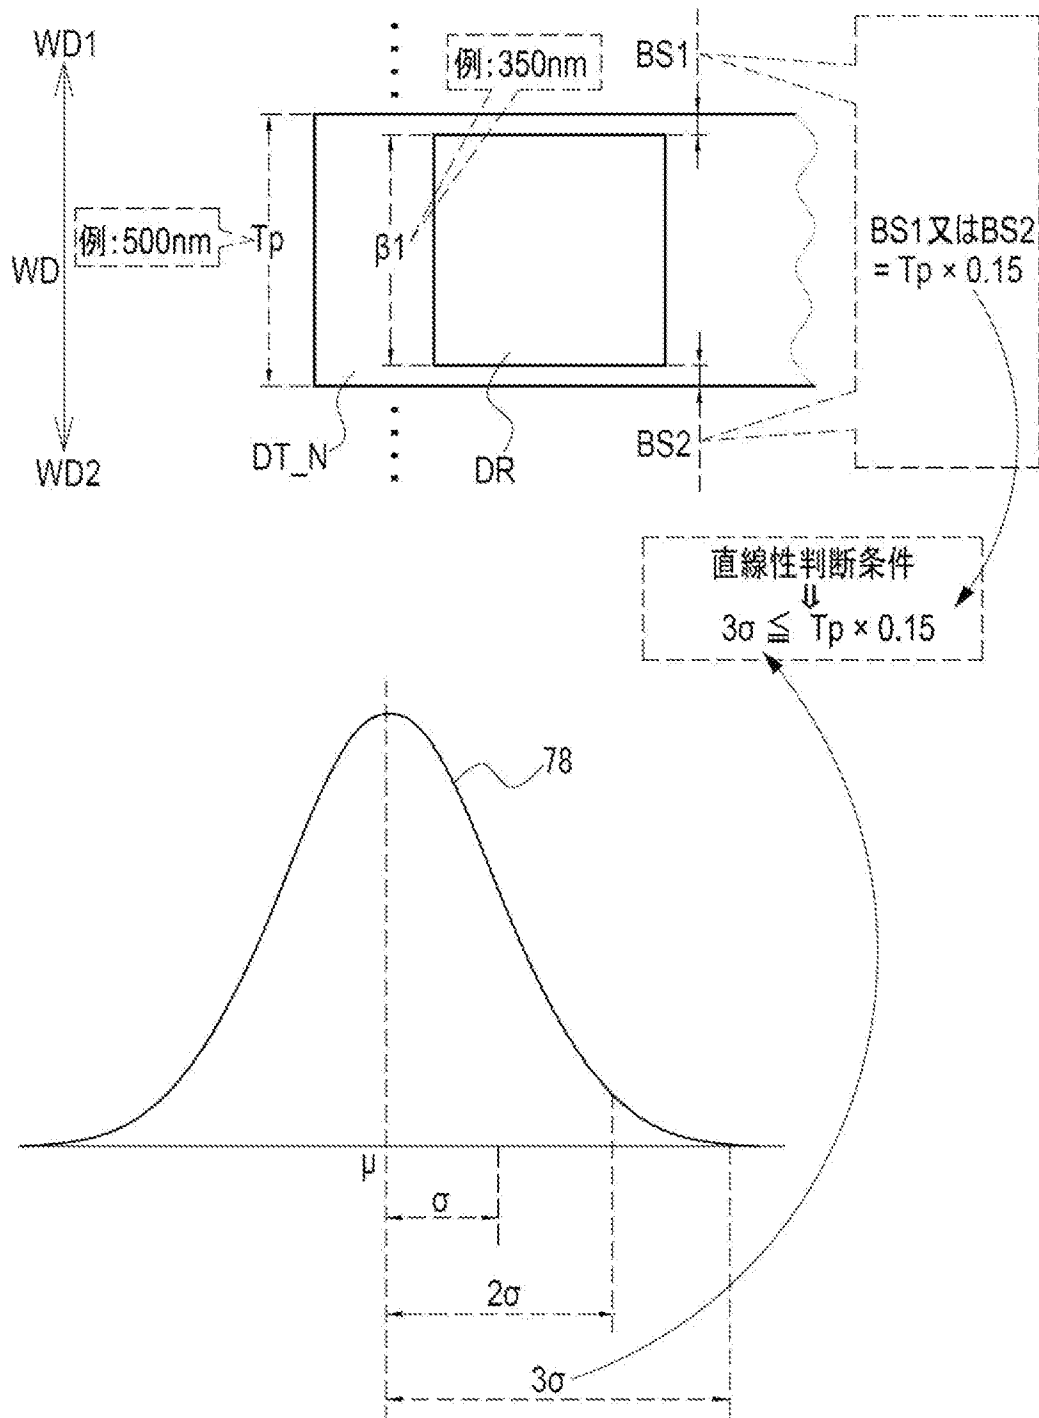 WD1
例:350nm
BS1
例:500nm
Tp
β1
BS1又はBS2
= Tp × 0.15
WD
DT_N
DR
BS2
WD2
直線性判断条件
⇓
3σ ≦ Tp × 0.15
78
μ
σ
2σ
3σ